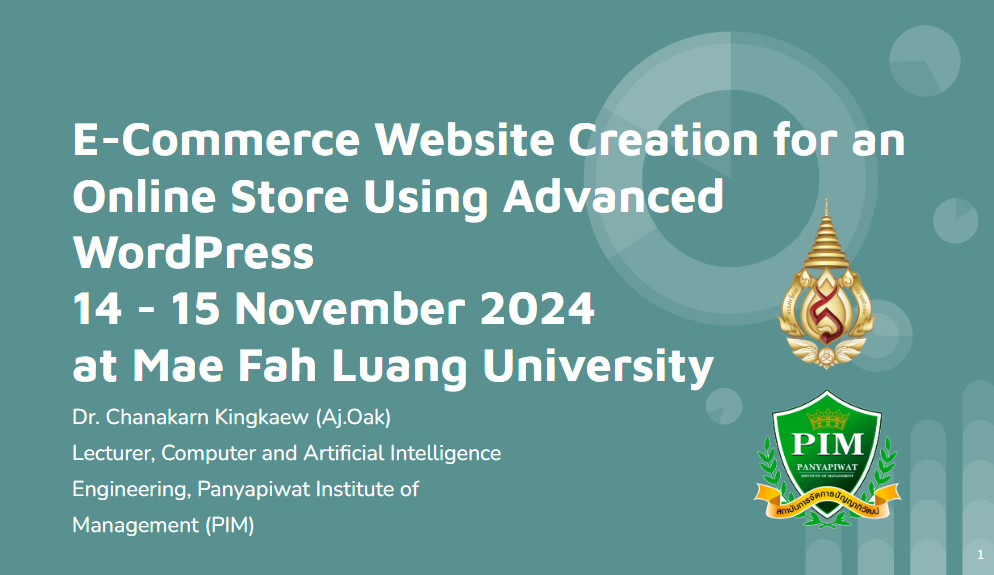 E-Commerce Website Creation for an
Online Store Using Advanced
WordPress
14 - 15 November 2024
at Mae Fah Luang University
Dr. Chanakarn Kingkaew (Aj.Oak)
Lecturer, Computer and Artificial Intelligence
Engineering, Panyapiwat Institute of
Management (PIM)
PIM
PANYAPIWAT
INSTITUTE OF MANAGEMENT
สถาบันการจัดการปัญญาภิวัฒน์
1